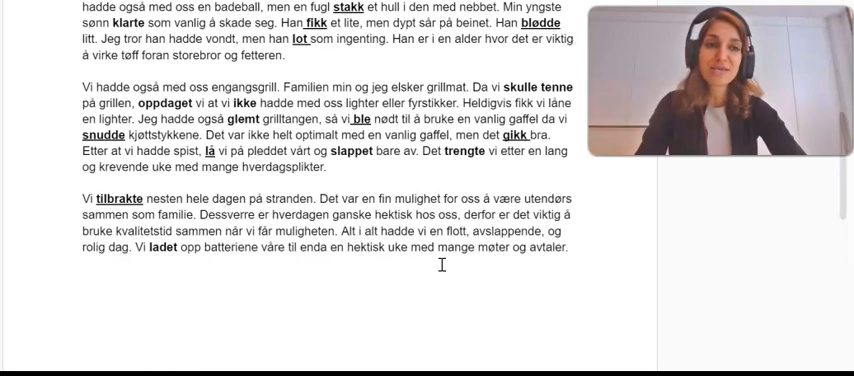 hadde også med oss en badeball, men en fugl stakk et hull i den med nebbet. Min yngste
sønn klarte som vanlig å skade seg. Han fikk et lite, men dypt sår på beinet. Han blødde
litt. Jeg tror han hadde vondt, men han lot som ingenting. Han er i en alder hvor det er viktig
å virke tøff foran storebror og fetteren.
Vi hadde også med oss engangsgrill. Familien min og jeg elsker grillmat. Da vi skulle tenne
på grillen, oppdaget vi at vi ikke hadde med oss lighter eller fyrstikker. Heldigvis fikk vi låne
en lighter. Jeg hadde også glemt grilltangen, så vi ble nødt til å bruke en vanlig gaffel da vi
snudde kjøttstykkene. Det var ikke helt optimalt med en vanlig gaffel, men det gikk bra.
Etter at vi hadde spist, lå vi på pleddet vårt og slappet bare av. Det trengte vi etter en lang
og krevende uke med mange hverdagsplikter.
Vi tilbrakte nesten hele dagen på stranden. Det var en fin mulighet for oss å være utendørs
sammen som familie. Dessverre er hverdagen ganske hektisk hos oss, derfor er det viktig å
bruke kvalitetstid sammen når vi får muligheten. Alt i alt hadde vi en flott, avslappende, og
rolig dag. Vi ladet opp batteriene våre til enda en hektisk uke med mange møter og avtaler.